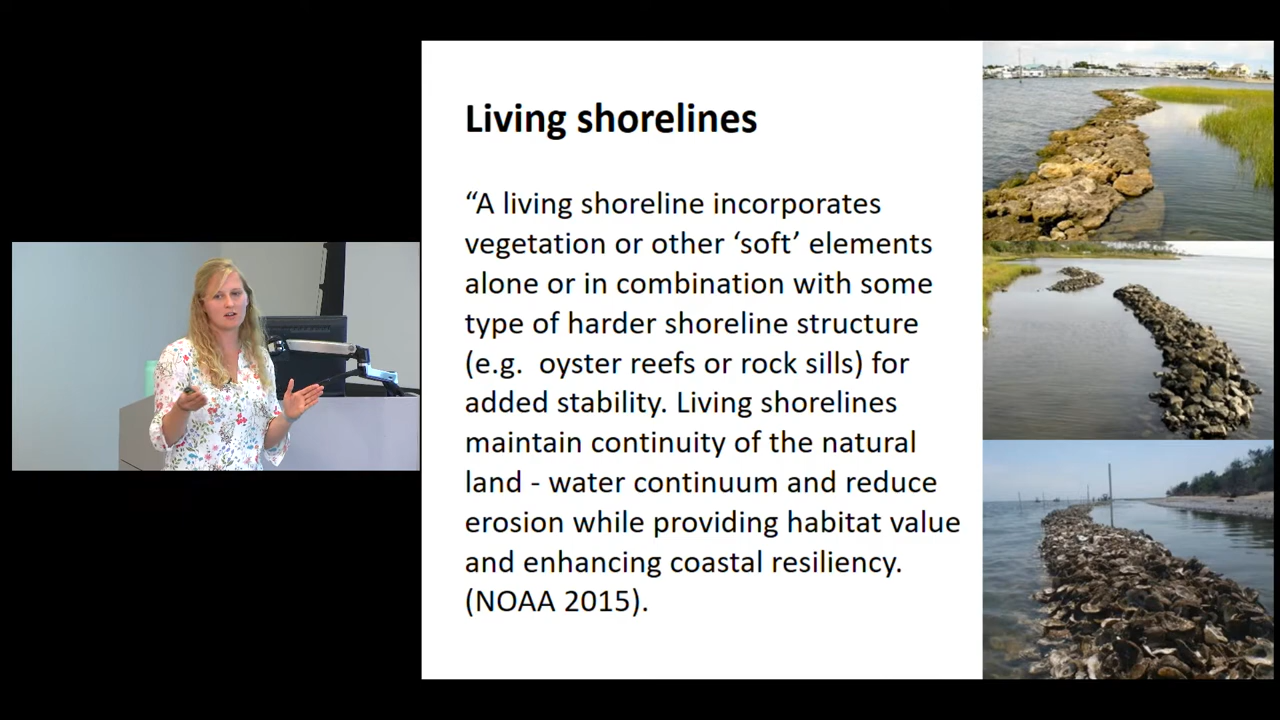 Living shorelines
“A living shoreline incorporates
vegetation or other ‘soft’ elements
alone or in combination with some
type of harder shoreline structure
(e.g.  oyster reefs or rock sills) for
added stability. Living shorelines
maintain continuity of the natural
land - water continuum and reduce
erosion while providing habitat value
and enhancing coastal resiliency.
(NOAA 2015).